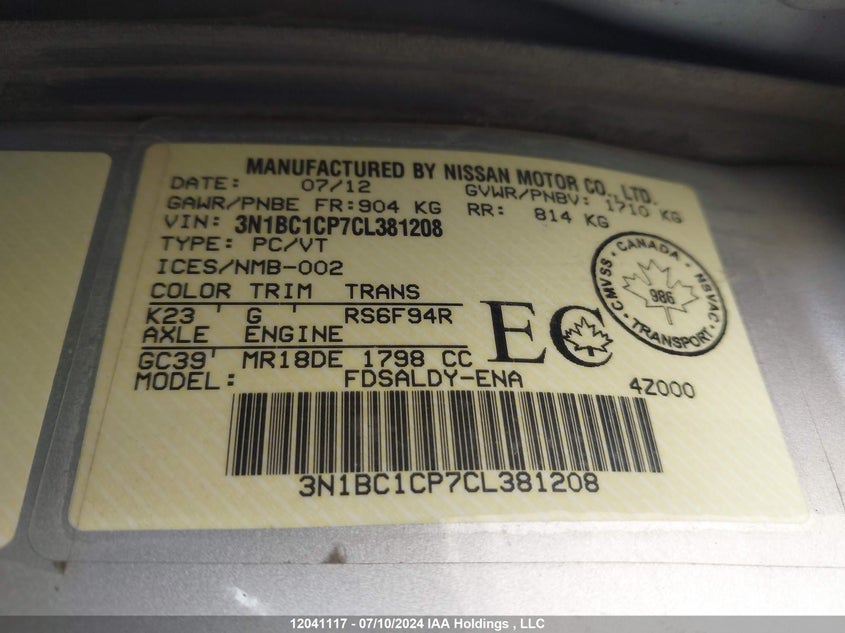 MANUFACTURED BY NISSAN MOTOR CO., LTD.
DATE: 07/12 GVWR/PNBV: 1710 KG
GAWR/PNBE FR:904 KG RR: 814 KG
VIN: 3N1BC1CP7CL381208
TYPE: PC/VT
ICES/NMB-002
COLOR TRIM TRANS
K23 ' G ' RS6F94R
AXLE ENGINE
GC39' MR18DE 1798 CC
MODEL: FDSALDY-ENA 4Z000
EC
CANADA
CMVSS · NSVAC
986
TRANSPORT
3N1BC1CP7CL381208
12041117 - 07/10/2024 IAA Holdings , LLC